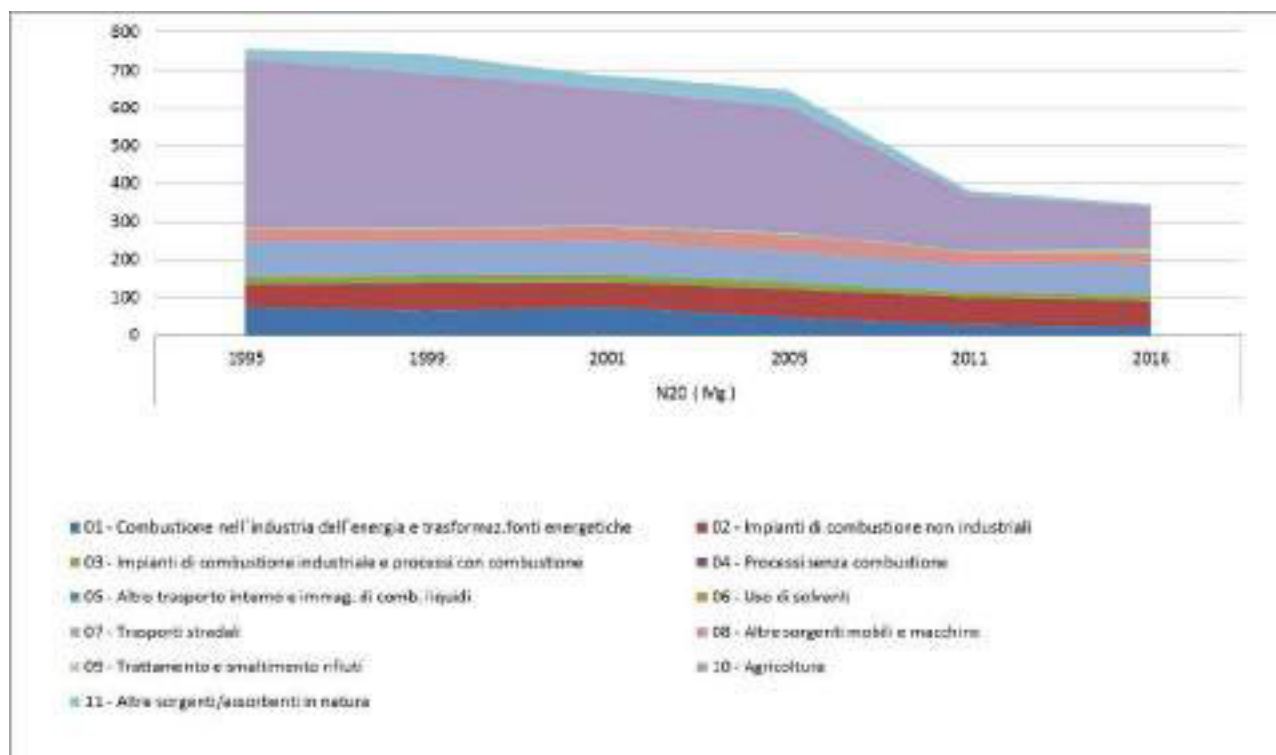 800
700
600
500
400
300
200
100
0
1995 1999 2001 2005 2011 2016
N20 ( Mg )
01 - Combustione nell'industria dell'energia e trasformaz.fonti energetiche
02 - Impianti di combustione non industriali
03 - Impianti di combustione industriale e processi con combustione
04 - Processi senza combustione
05 - Altro trasporto interno e immag. di comb. liquidi
06 - Uso di solventi
07 - Trasporti stradali
08 - Altre sorgenti mobili e macchine
09 - Trattamento e smaltimento rifiuti
10 - Agricoltura
11 - Altre sorgenti/assorbenti in natura